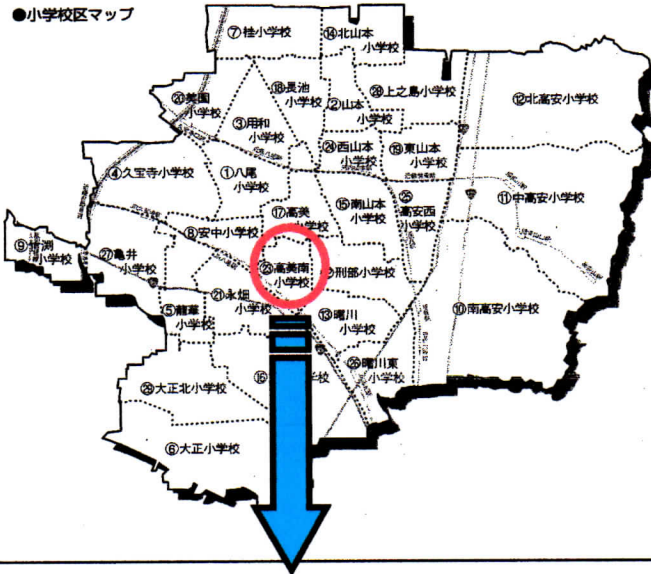 ●小学校区マップ
⑦桂小学校
⑭北山本
小学校
⑱長池
小学校
②山本
小学校
㉘上之島小学校
⑫北高安小学校
⑳美園
小学校
③用和
小学校
㉔西山本
小学校
⑲東山本
小学校
④久宝寺小学校
①八尾
小学校
⑪中高安小学校
⑰高美
小学校
⑮南山本
小学校
㉕
高安西
小学校
⑧安中小学校
⑨
小学校
㉗亀井
小学校
㉓高美南
小学校
刑部小学校
⑤龍華
小学校
㉑永畑
小学校
⑬曙川
小学校
⑩南高安小学校
㉖曙川東
小学校
⑯
学校
㉙大正北小学校
⑥大正小学校